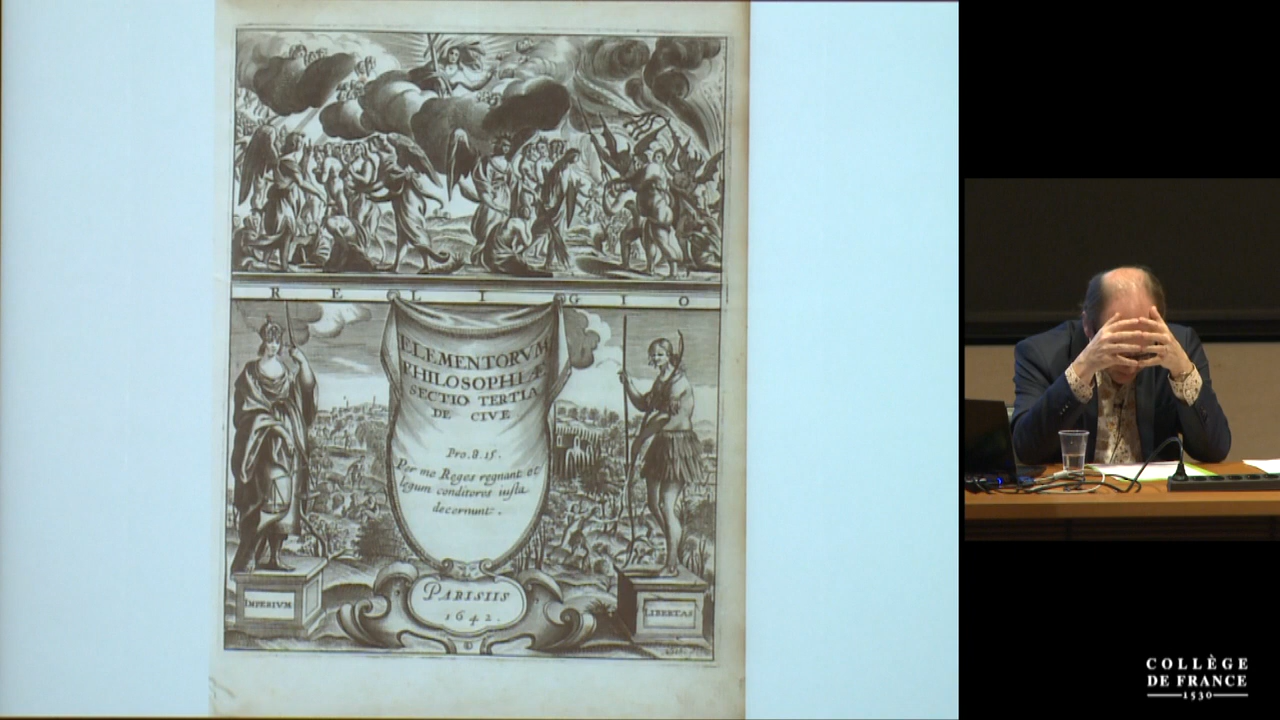 R E L I G I O
ELEMENTORVM
PHILOSOPHIÆ
SECTIO TERTIA
DE CIVE
Pro. 8. 15.
Per me Reges regnant et
legum conditores iusta
decernunt.
IMPERIVM
PARISIIS
1642.
LIBERTAS
COLLÈGE
DE FRANCE
1530